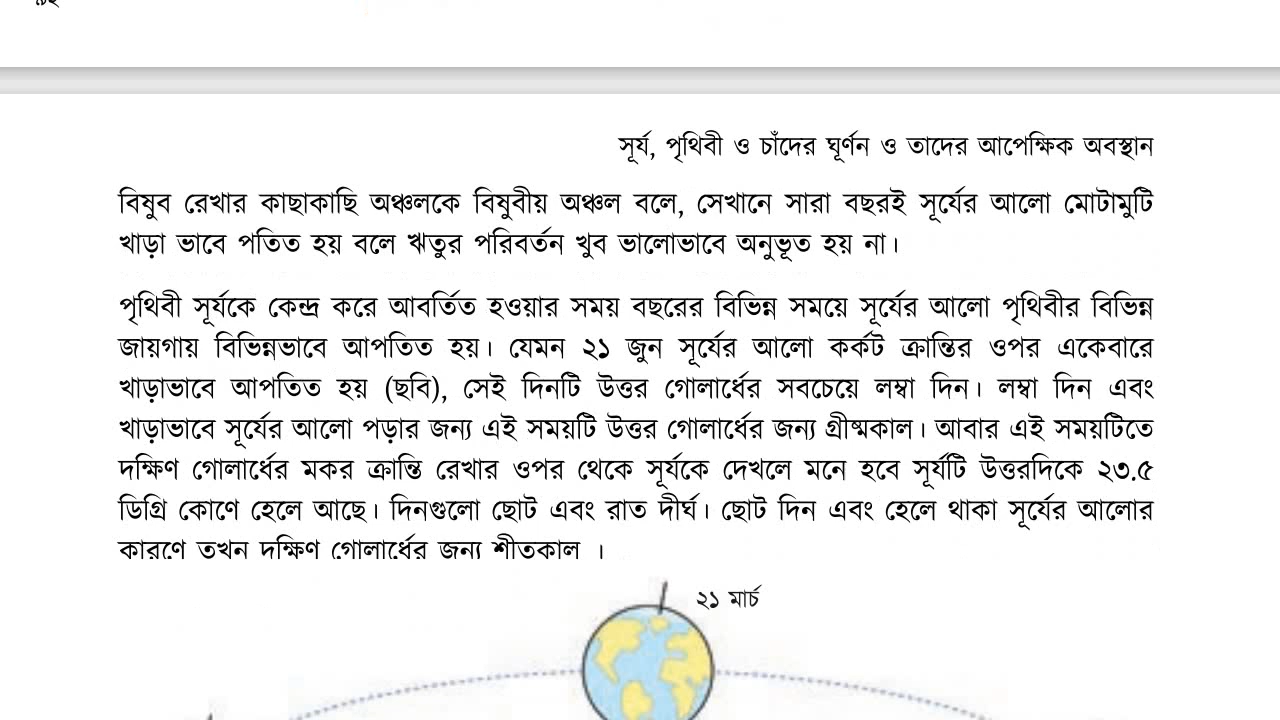 সূর্য, পৃথিবী ও চাঁদের ঘূর্ণন ও তাদের আপেক্ষিক অবস্থান
বিষুব রেখার কাছাকাছি অঞ্চলকে বিষুবীয় অঞ্চল বলে, সেখানে সারা বছরই সূর্যের আলো মোটামুটি
খাড়া ভাবে পতিত হয় বলে ঋতুর পরিবর্তন খুব ভালোভাবে অনুভূত হয় না।
পৃথিবী সূর্যকে কেন্দ্র করে আবর্তিত হওয়ার সময় বছরের বিভিন্ন সময়ে সূর্যের আলো পৃথিবীর বিভিন্ন
জায়গায় বিভিন্নভাবে আপতিত হয়। যেমন ২১ জুন সূর্যের আলো কর্কট ক্রান্তির ওপর একেবারে
খাড়াভাবে আপতিত হয় (ছবি), সেই দিনটি উত্তর গোলার্ধের সবচেয়ে লম্বা দিন। লম্বা দিন এবং
খাড়াভাবে সূর্যের আলো পড়ার জন্য এই সময়টি উত্তর গোলার্ধের জন্য গ্রীষ্মকাল। আবার এই সময়টিতে
দক্ষিণ গোলার্ধের মকর ক্রান্তি রেখার ওপর থেকে সূর্যকে দেখলে মনে হবে সূর্যটি উত্তরদিকে ২৩.৫
ডিগ্রি কোণে হেলে আছে। দিনগুলো ছোট এবং রাত দীর্ঘ। ছোট দিন এবং হেলে থাকা সূর্যের আলোর
কারণে তখন দক্ষিণ গোলার্ধের জন্য শীতকাল ।
২১ মার্চ